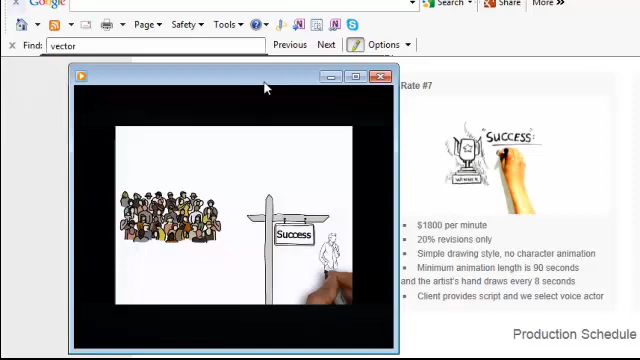 Google
Search
Share
More »
Page
Safety
Tools
Find:
vector
Previous
Next
Options
Rate #7
"SUCCESS":
WINNER
Success
$1800 per minute
20% revisions only
Simple drawing style, no character animation
Minimum animation length is 90 seconds
and the artist's hand draws every 8 seconds
Client provides script and we select voice actor
Production Schedule